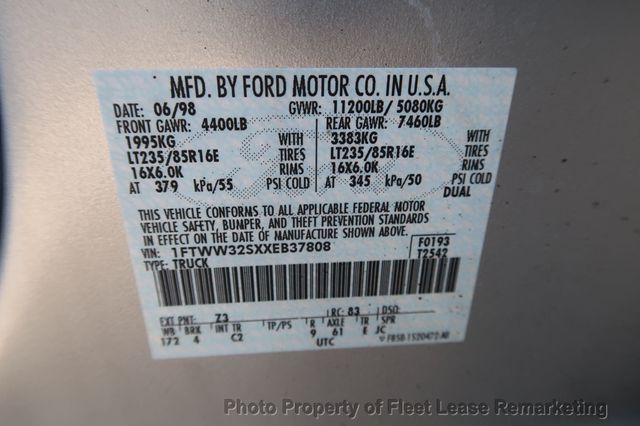 MFD. BY FORD MOTOR CO. IN U.S.A.
DATE: 06/98 GVWR: 11200LB/ 5080KG
FRONT GAWR: 4400LB REAR GAWR: 7460LB
1995KG WITH 3383KG WITH
LT235/85R16E TIRES LT235/85R16E TIRES
16X6.0K RIMS 16X6.0K RIMS
AT 379 kPa/55 PSI COLD AT 345 kPa/50 PSI COLD
DUAL
THIS VEHICLE CONFORMS TO ALL APPLICABLE FEDERAL MOTOR
VEHICLE SAFETY, BUMPER, AND THEFT PREVENTION STANDARDS
IN EFFECT ON THE DATE OF MANUFACTURE SHOWN ABOVE.
VIN: 1FTWW32SXXEB37808 F0193
TYPE: TRUCK T2542
EXT PNT: Z3 RC: 83 DSO:
WB BRK INT TR TP/PS R AXLE TR SPR
172 4 C2 9 61 E JC
UTC
Photo Property of Fleet Lease Remarketing